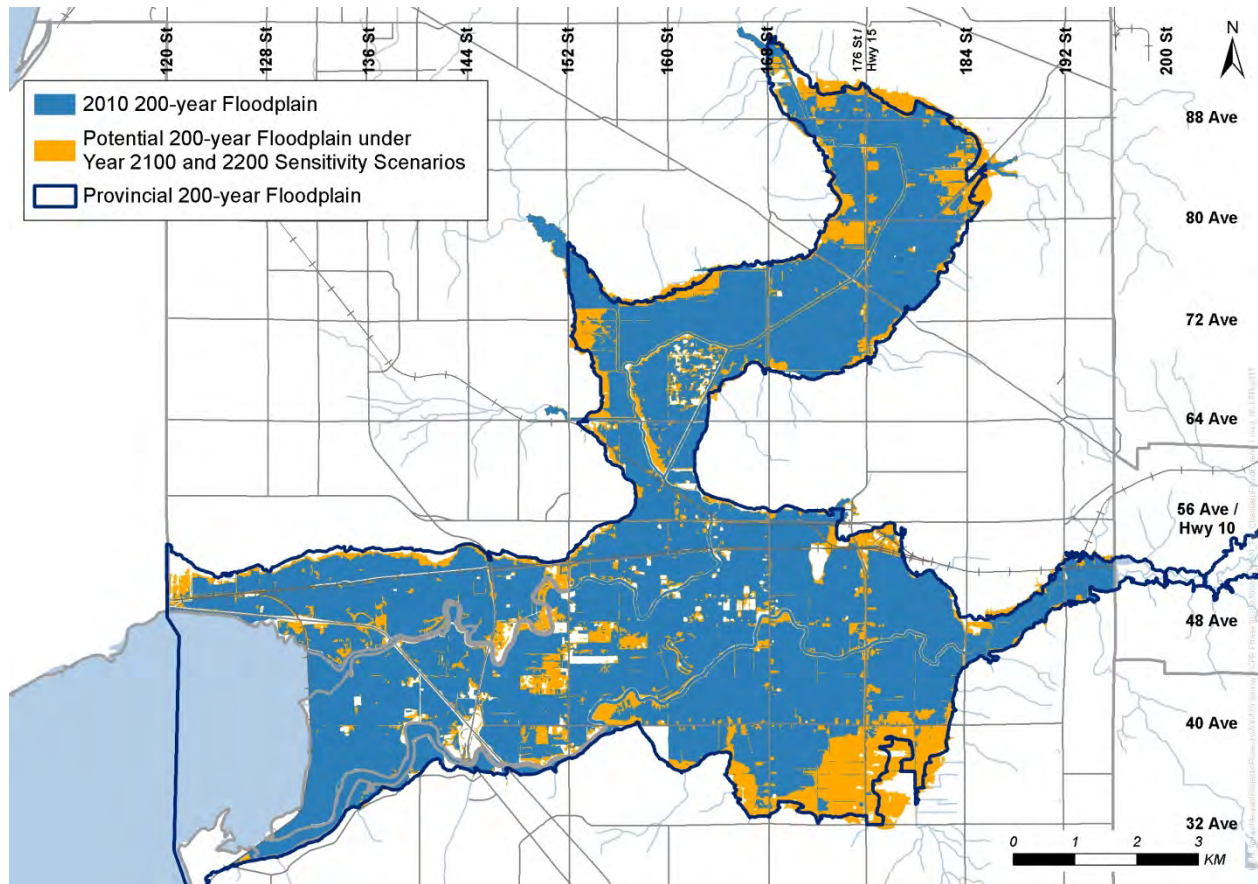 120 St
128 St
136 St
144 St
152 St
160 St
168 St
176 St /
Hwy 15
184 St
192 St
200 St
N
2010 200-year Floodplain
Potential 200-year Floodplain under
Year 2100 and 2200 Sensitivity Scenarios
Provincial 200-year Floodplain
88 Ave
80 Ave
72 Ave
64 Ave
56 Ave /
Hwy 10
48 Ave
40 Ave
32 Ave
0 1 2 3
KM